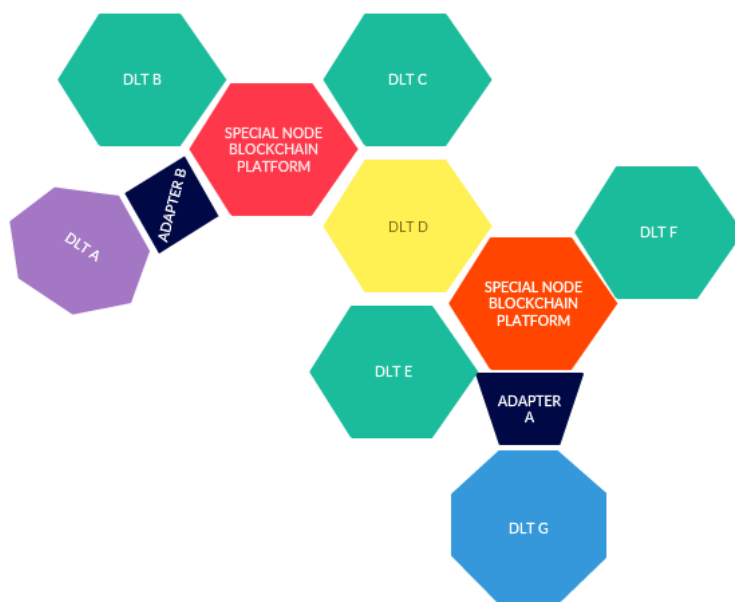 DLT B
DLT C
SPECIAL NODE
BLOCKCHAIN
PLATFORM
ADAPTER B
DLT A
DLT D
DLT F
SPECIAL NODE
BLOCKCHAIN
PLATFORM
DLT E
ADAPTER
A
DLT G